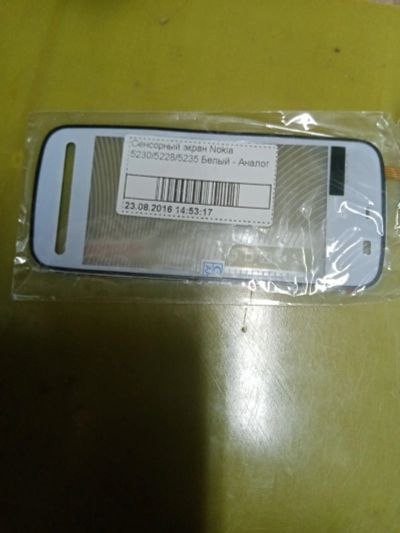 Сенсорный экран Nokia
5230/5228/5235 Белый - Аналог
23.08.2016 14:53:17